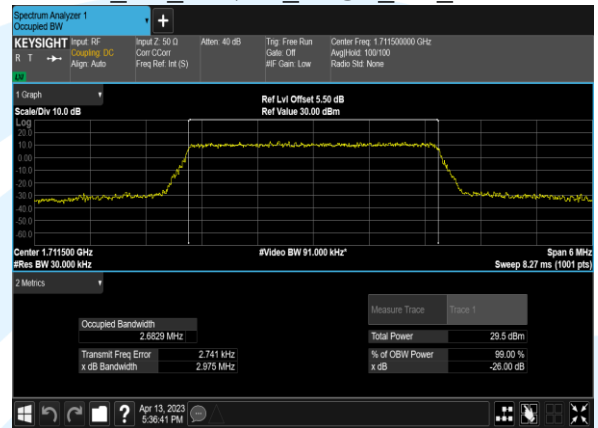 Spectrum Analyzer 1
Occupied BW
+
KEYSIGHT Input: RF Input Z: 50 Ω Atten: 40 dB Trig: Free Run Center Freq: 1.711500000 GHz
R T Coupling: DC Corr CCorr Gate: Off Avg|Hold: 100/100
Align: Auto Freq Ref: Int (S) #IF Gain: Low Radio Std: None
LV
1 Graph
Ref Lvl Offset 5.50 dB
Scale/Div 10.0 dB Ref Value 30.00 dBm
Log
20.0
10.0
0.00
-10.0
-20.0
-30.0
-40.0
-50.0
-60.0
Center 1.711500 GHz #Video BW 91.000 kHz* Span 6 MHz
#Res BW 30.000 kHz Sweep 8.27 ms (1001 pts)
2 Metrics
Measure Trace Trace 1
Occupied Bandwidth
2.6829 MHz Total Power 29.5 dBm
Transmit Freq Error 2.741 kHz % of OBW Power 99.00 %
x dB Bandwidth 2.975 MHz x dB -26.00 dB
? Apr 13, 2023
5:36:41 PM